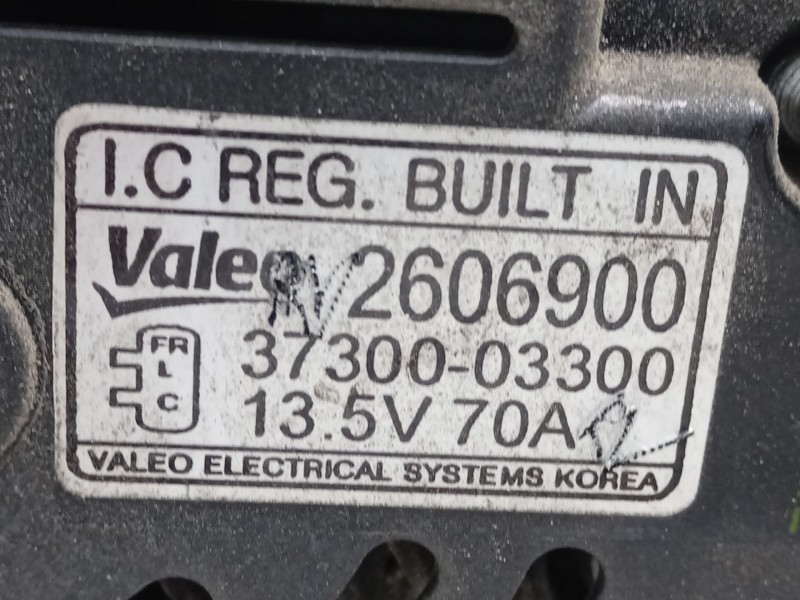 I.C REG. BUILT IN
Valeo 2606900
FR
L
C
37300-03300
13.5V 70A
VALEO ELECTRICAL SYSTEMS KOREA